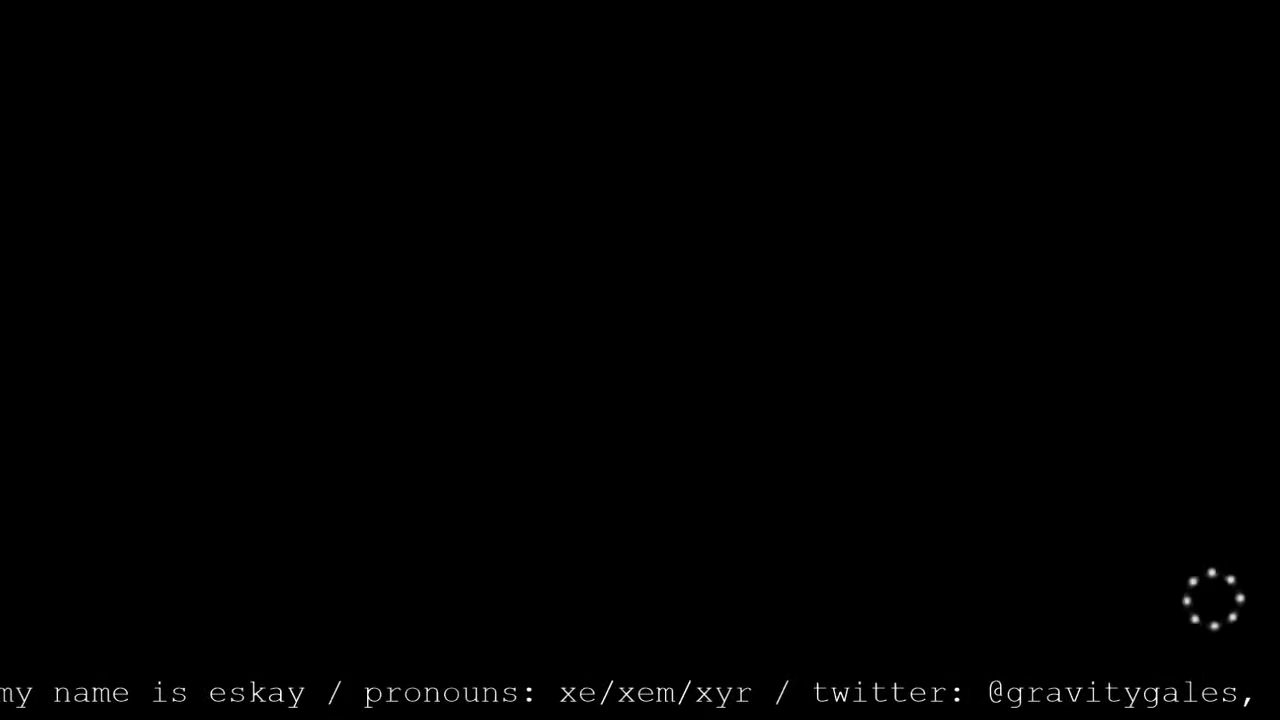 my name is eskay / pronouns: xe/xem/xyr / twitter: @gravitygales,